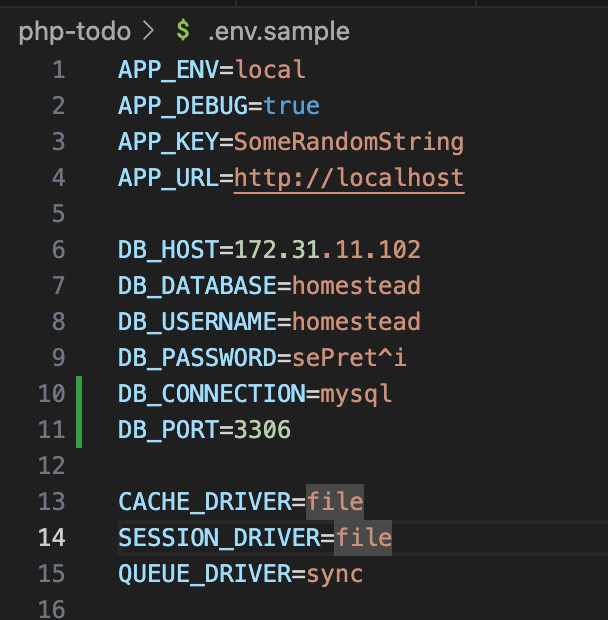 php-todo > $ .env.sample
1 APP_ENV=local
2 APP_DEBUG=true
3 APP_KEY=SomeRandomString
4 APP_URL=http://localhost
5
6 DB_HOST=172.31.11.102
7 DB_DATABASE=homestead
8 DB_USERNAME=homestead
9 DB_PASSWORD=sePret^i
10 DB_CONNECTION=mysql
11 DB_PORT=3306
12
13 CACHE_DRIVER=file
14 SESSION_DRIVER=file
15 QUEUE_DRIVER=sync
16